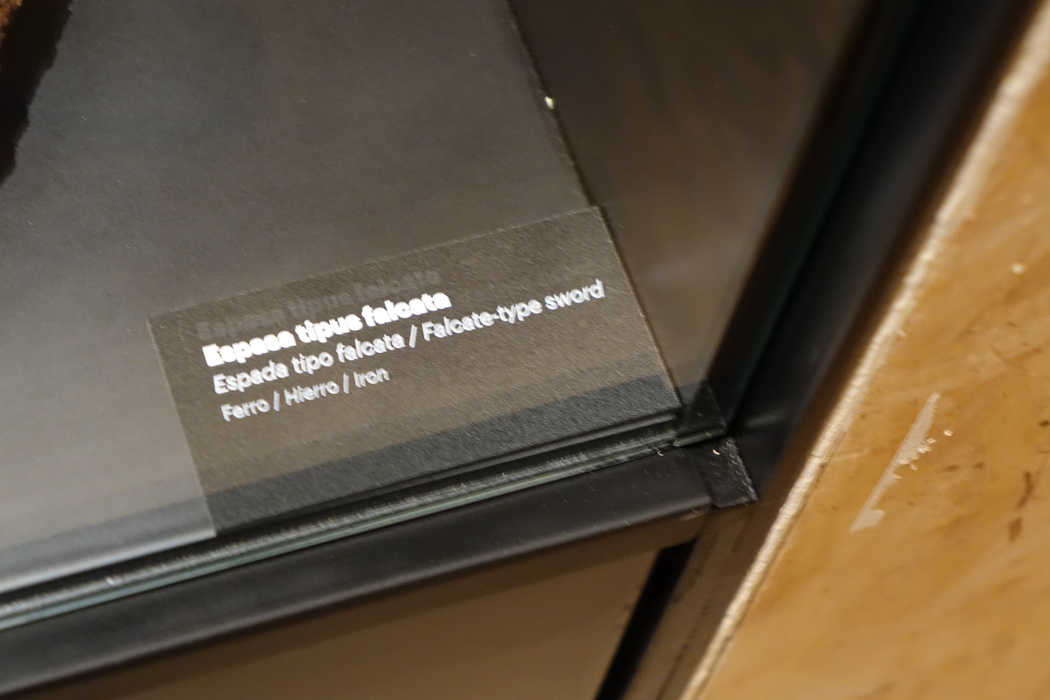 Espasa tipus falcata
Espada tipo falcata / Falcate-type sword
Ferro / Hierro / Iron